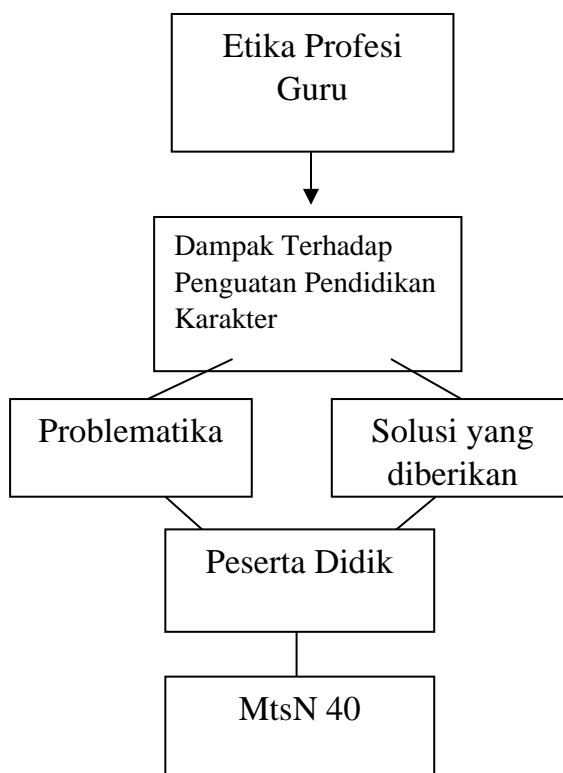 Etika Profesi
Guru
Dampak Terhadap
Penguatan Pendidikan
Karakter
Problematika
Solusi yang
diberikan
Peserta Didik
MtsN 40